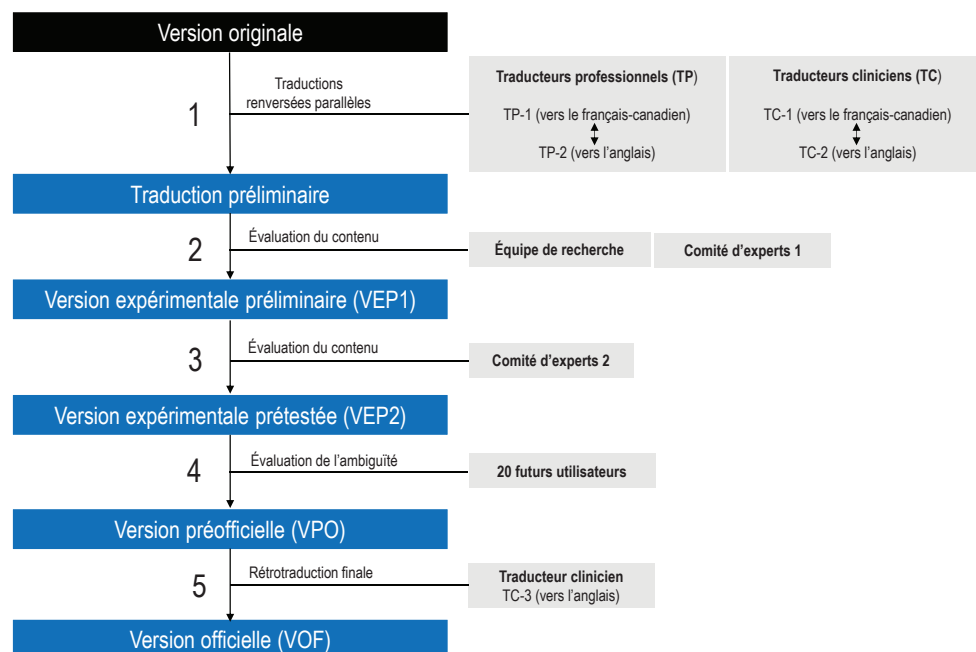 Version originale
1
Traductions
renversées parallèles
Traducteurs professionnels (TP)
TP-1 (vers le français-canadien)
TP-2 (vers l'anglais)
Traducteurs cliniciens (TC)
TC-1 (vers le français-canadien)
TC-2 (vers l'anglais)
Traduction préliminaire
2
Évaluation du contenu
Équipe de recherche
Comité d'experts 1
Version expérimentale préliminaire (VEP1)
3
Évaluation du contenu
Comité d'experts 2
Version expérimentale prétestée (VEP2)
4
Évaluation de l'ambiguïté
20 futurs utilisateurs
Version préofficielle (VPO)
5
Rétrotraduction finale
Traducteur clinicien
TC-3 (vers l'anglais)
Version officielle (VOF)